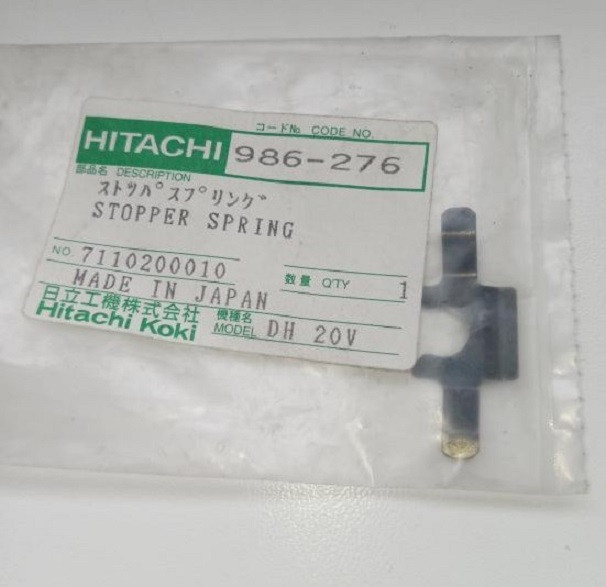 コードNo. CODE NO.
HITACHI 986-276
部品名 DESCRIPTION
ストツパ゜スプ゜リング゛
STOPPER SPRING
NO. 7110200010
数量 Q'TY 1
MADE IN JAPAN
日立工機株式会社
Hitachi Koki
機種名
MODEL DH 20V